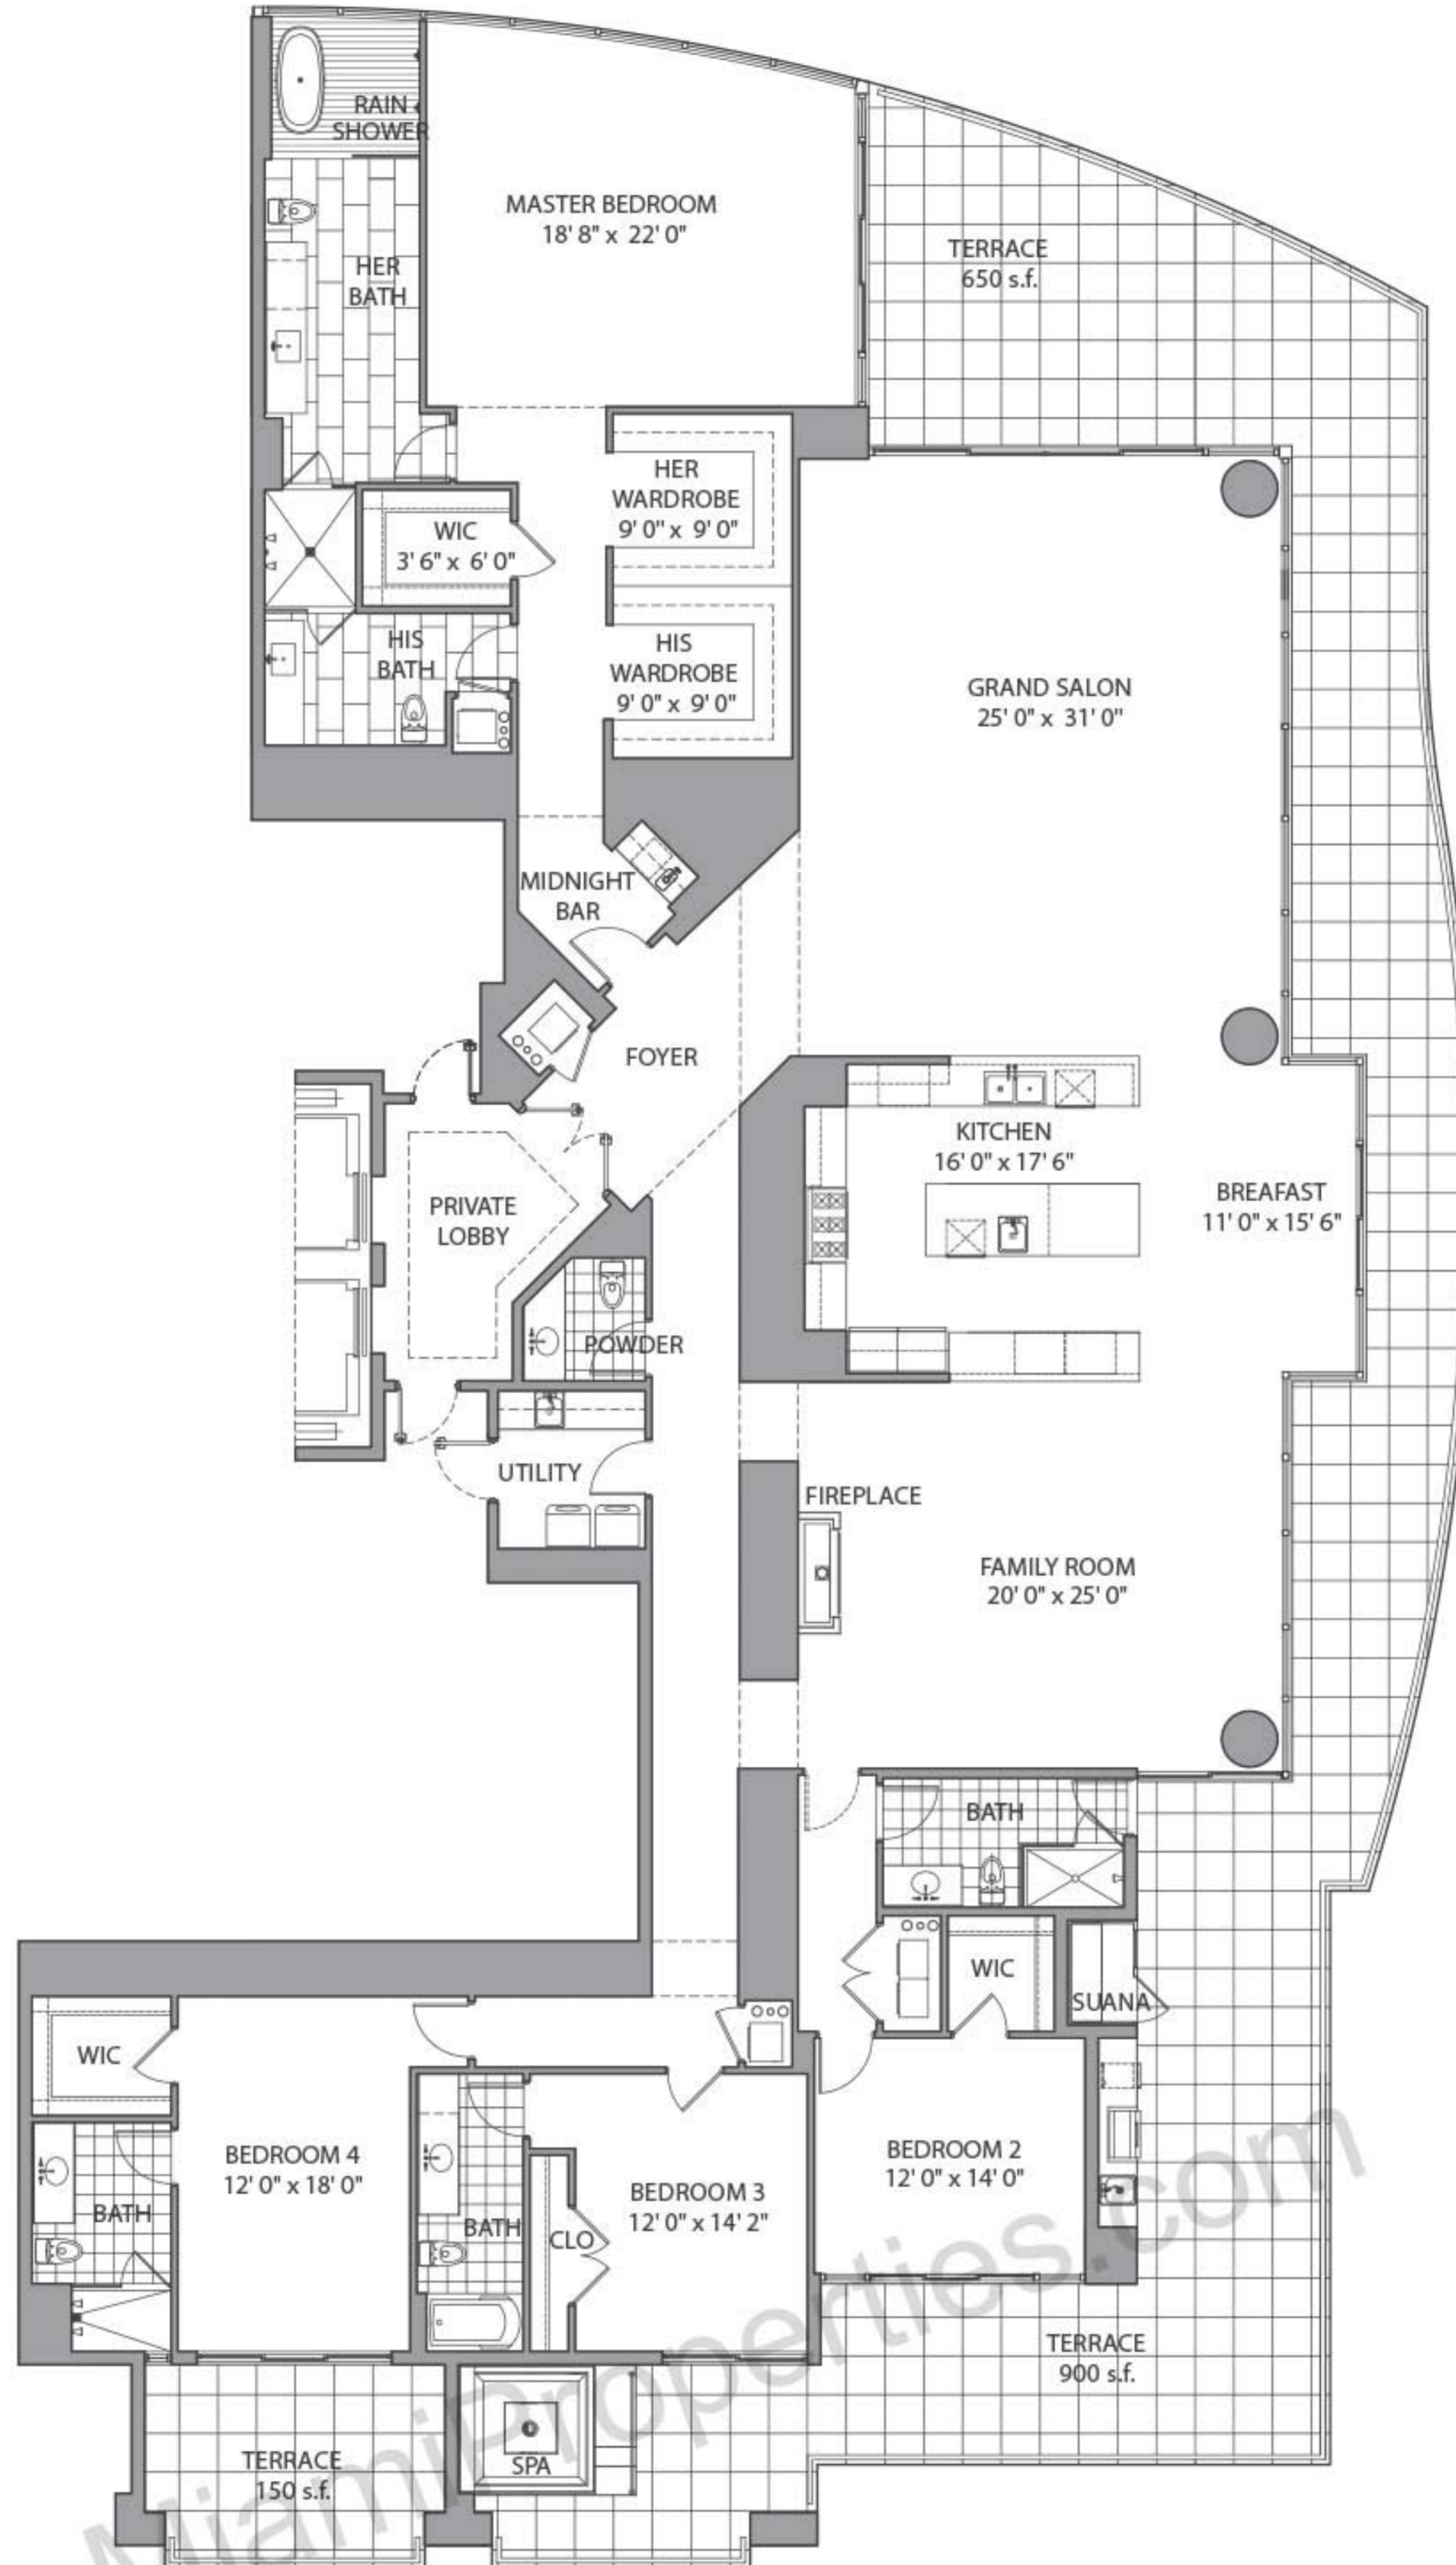 RAIN
SHOWER
MASTER BEDROOM
18' 8" x 22' 0"
TERRACE
650 s.f.
HER
BATH
HER
WARDROBE
9' 0" x 9' 0"
WIC
3' 6" x 6' 0"
HIS
BATH
HIS
WARDROBE
9' 0" x 9' 0"
GRAND SALON
25' 0" x 31' 0"
MIDNIGHT
BAR
FOYER
KITCHEN
16' 0" x 17' 6"
BREAFAST
11' 0" x 15' 6"
PRIVATE
LOBBY
POWDER
UTILITY
FIREPLACE
FAMILY ROOM
20' 0" x 25' 0"
BATH
WIC
SUANA
WIC
BEDROOM 4
12' 0" x 18' 0"
BATH
BEDROOM 3
12' 0" x 14' 2"
BEDROOM 2
12' 0" x 14' 0"
BATH
CLO
TERRACE
900 s.f.
TERRACE
150 s.f.
SPA
MiamiProperties.com